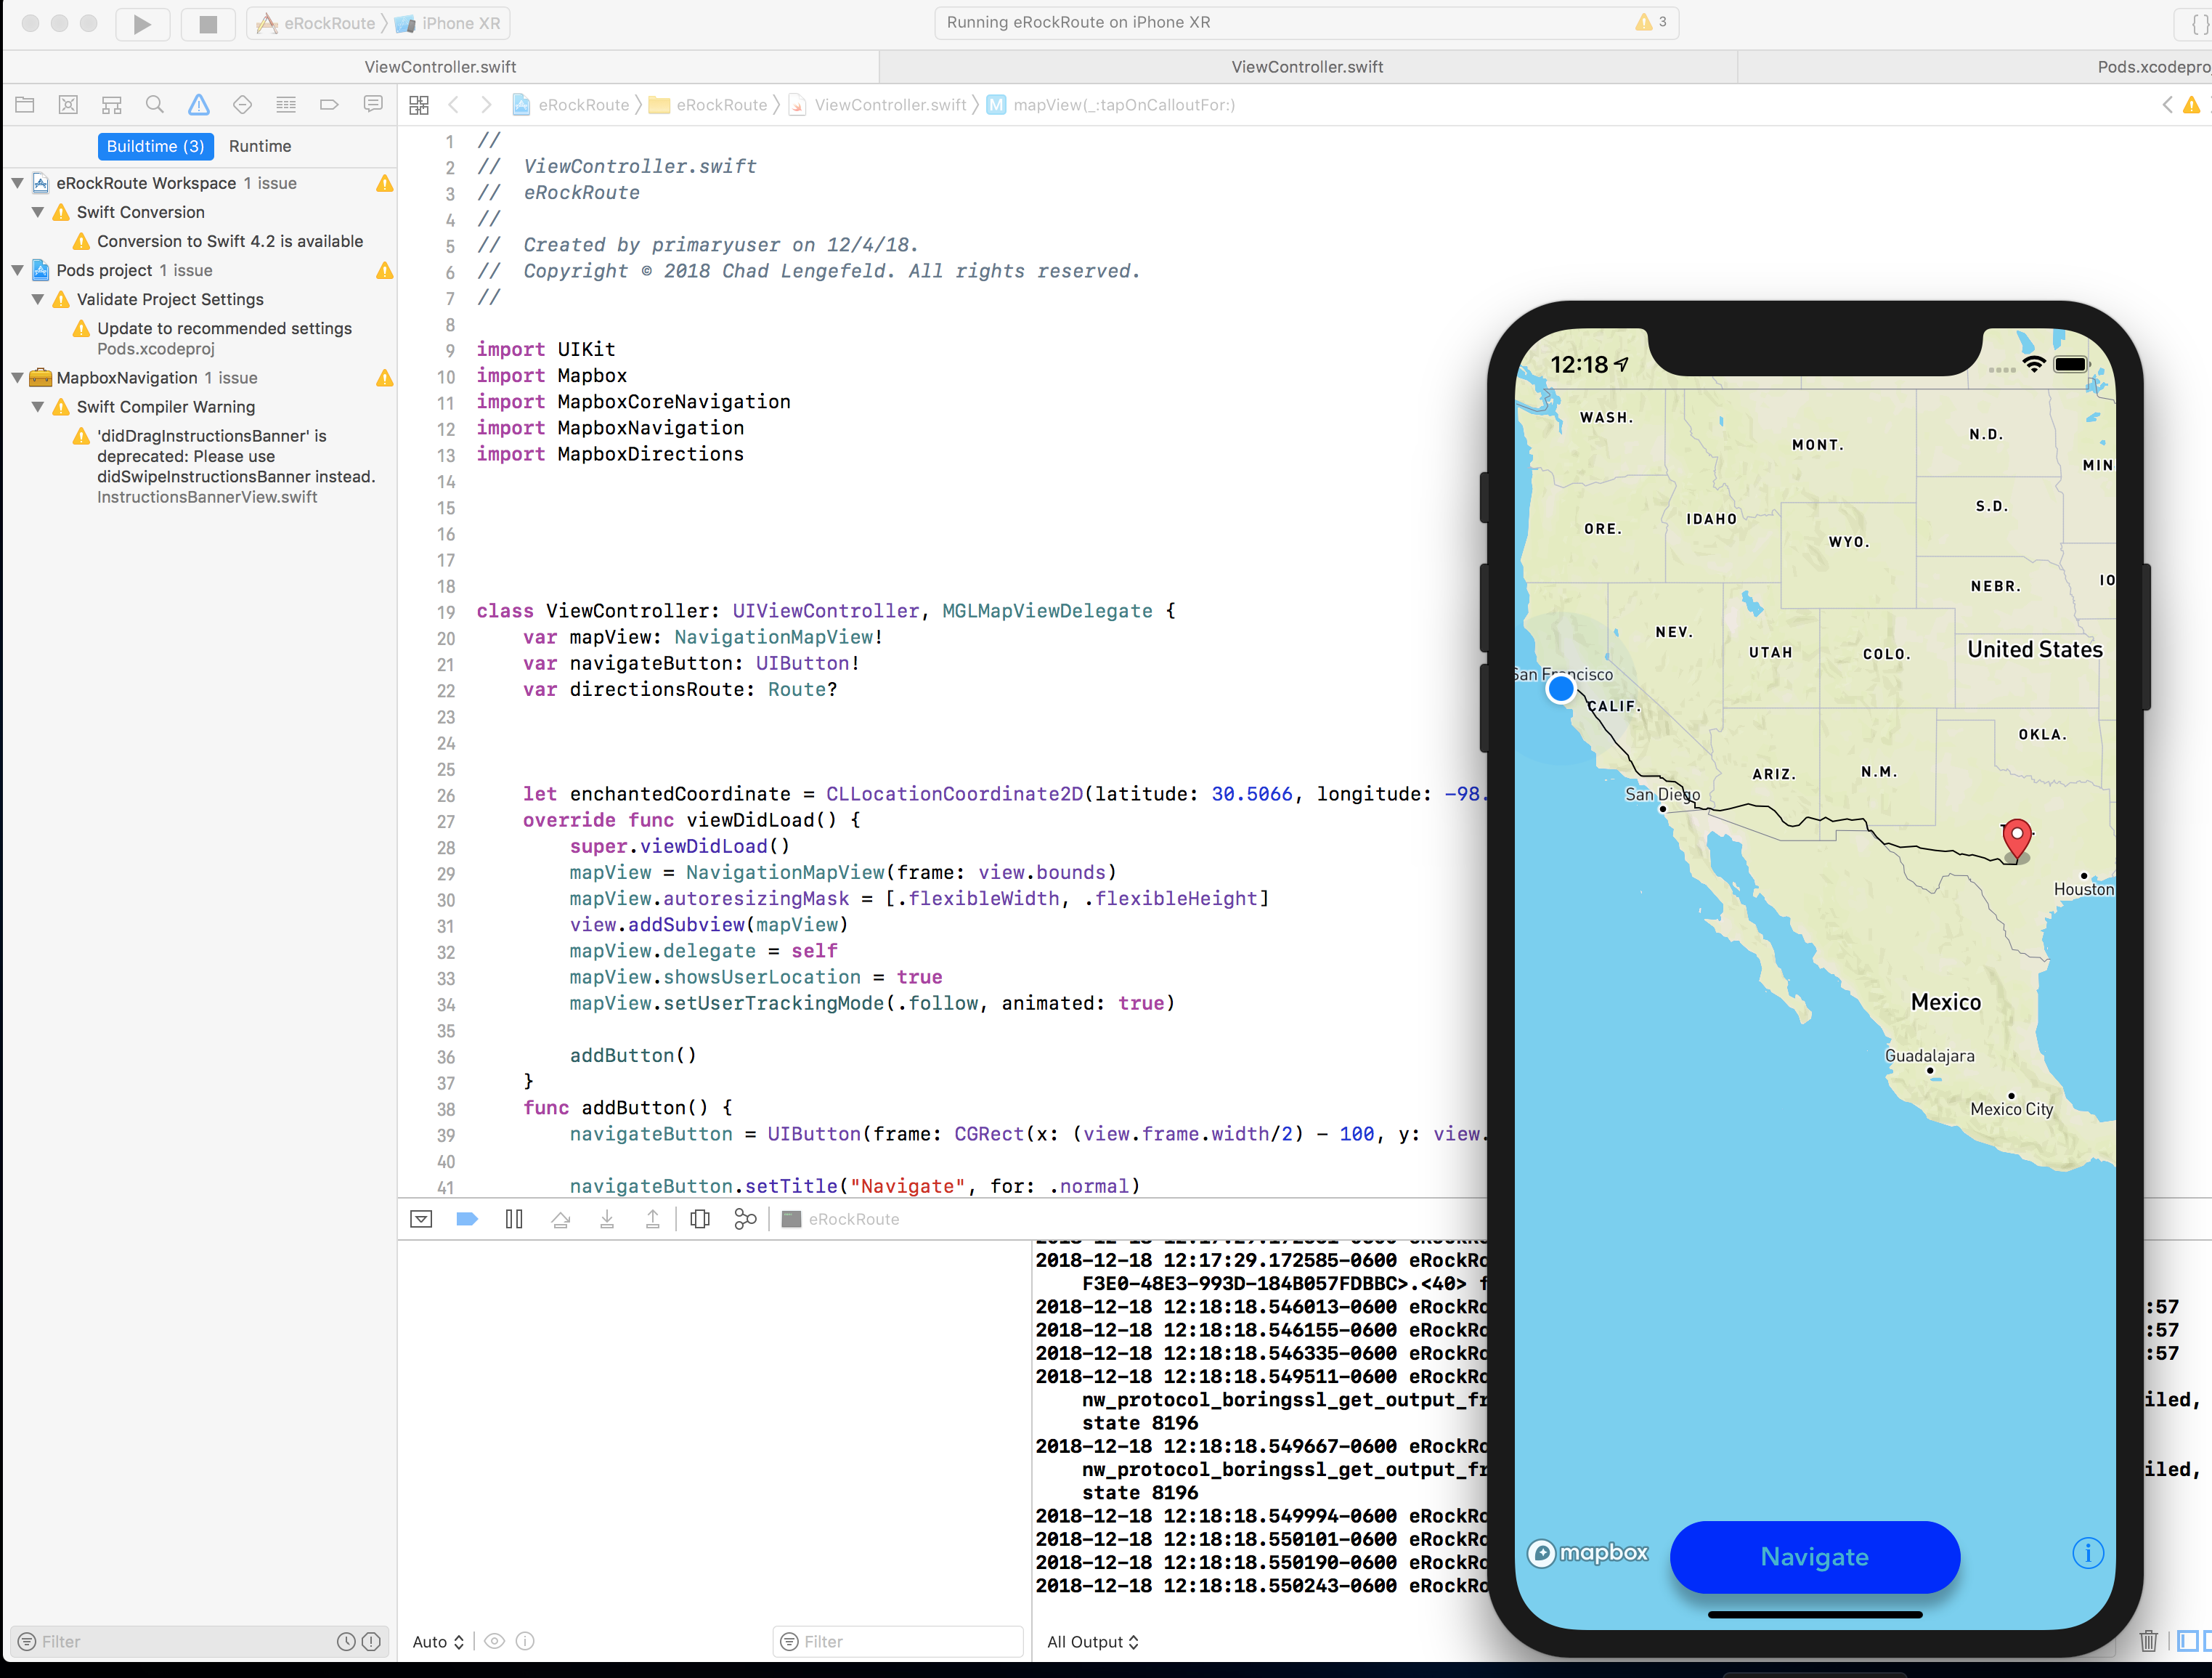 eRockRoute iPhone XR
Running eRockRoute on iPhone XR
3
ViewController.swift
ViewController.swift
Pods.xcodeproj
eRockRoute eRockRoute ViewController.swift M mapView(_:tapOnCalloutFor:)
Buildtime (3) Runtime
eRockRoute Workspace 1 issue
Swift Conversion
Conversion to Swift 4.2 is available
Pods project 1 issue
Validate Project Settings
Update to recommended settings
Pods.xcodeproj
MapboxNavigation 1 issue
Swift Compiler Warning
'didDragInstructionsBanner' is
deprecated: Please use
didSwipeInstructionsBanner instead.
InstructionsBannerView.swift
Filter
1 //
2 // ViewController.swift
3 // eRockRoute
4 //
5 // Created by primaryuser on 12/4/18.
6 // Copyright © 2018 Chad Lengefeld. All rights reserved.
7 //
8
9 import UIKit
10 import Mapbox
11 import MapboxCoreNavigation
12 import MapboxNavigation
13 import MapboxDirections
14
15
16
17
18
19 class ViewController: UIViewController, MGLMapViewDelegate {
20 var mapView: NavigationMapView!
21 var navigateButton: UIButton!
22 var directionsRoute: Route?
23
24
25
26 let enchantedCoordinate = CLLocationCoordinate2D(latitude: 30.5066, longitude: -98.
27 override func viewDidLoad() {
28 super.viewDidLoad()
29 mapView = NavigationMapView(frame: view.bounds)
30 mapView.autoresizingMask = [.flexibleWidth, .flexibleHeight]
31 view.addSubview(mapView)
32 mapView.delegate = self
33 mapView.showsUserLocation = true
34 mapView.setUserTrackingMode(.follow, animated: true)
35
36 addButton()
37 }
38 func addButton() {
39 navigateButton = UIButton(frame: CGRect(x: (view.frame.width/2) - 100, y: view.
40
41 navigateButton.setTitle("Navigate", for: .normal)
eRockRoute
2018-12-18 12:17:29.172585-0600 eRockRo
F3E0-48E3-993D-184B057FDBBC>.<40> f
2018-12-18 12:18:18.546013-0600 eRockRo :57
2018-12-18 12:18:18.546155-0600 eRockRo :57
2018-12-18 12:18:18.546335-0600 eRockRo :57
2018-12-18 12:18:18.549511-0600 eRockRo
nw_protocol_boringssl_get_output_fr iled,
state 8196
2018-12-18 12:18:18.549667-0600 eRockRo
nw_protocol_boringssl_get_output_fr iled,
state 8196
2018-12-18 12:18:18.549994-0600 eRockRo
2018-12-18 12:18:18.550101-0600 eRockRo
2018-12-18 12:18:18.550190-0600 eRockRo
2018-12-18 12:18:18.550243-0600 eRockRo
Auto
Filter
All Output
12:18
WASH.
MONT.
N.D.
MIN
ORE.
IDAHO
S.D.
WYO.
NEBR.
IO
NEV.
UTAH
COLO.
United States
San Francisco
CALIF.
OKLA.
ARIZ.
N.M.
San Diego
Houston
Mexico
Guadalajara
Mexico City
mapbox
Navigate